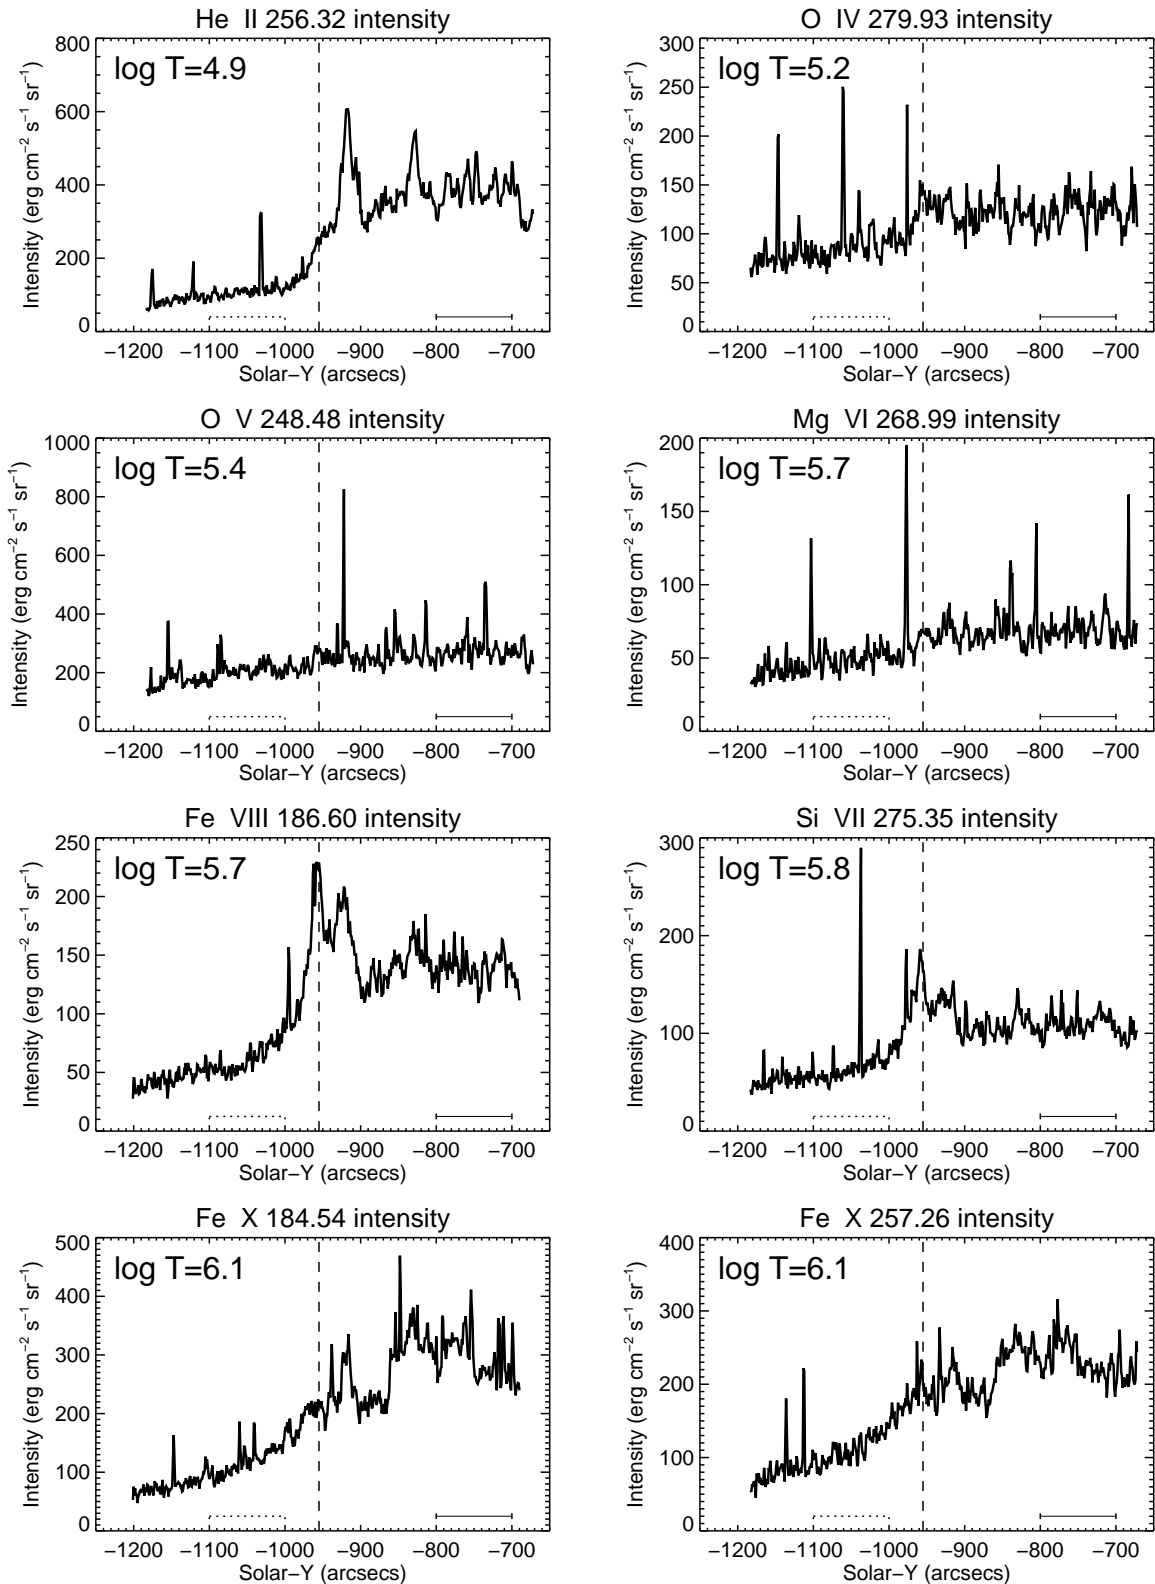 He II 256.32 intensity
log T=4.9
Intensity (erg cm−2 s−1 sr−1)
800
600
400
200
0
−1200 −1100 −1000 −900 −800 −700
Solar−Y (arcsecs)
O IV 279.93 intensity
log T=5.2
Intensity (erg cm−2 s−1 sr−1)
300
250
200
150
100
50
0
−1200 −1100 −1000 −900 −800 −700
Solar−Y (arcsecs)
O V 248.48 intensity
log T=5.4
Intensity (erg cm−2 s−1 sr−1)
1000
800
600
400
200
0
−1200 −1100 −1000 −900 −800 −700
Solar−Y (arcsecs)
Mg VI 268.99 intensity
log T=5.7
Intensity (erg cm−2 s−1 sr−1)
200
150
100
50
0
−1200 −1100 −1000 −900 −800 −700
Solar−Y (arcsecs)
Fe VIII 186.60 intensity
log T=5.7
Intensity (erg cm−2 s−1 sr−1)
250
200
150
100
50
0
−1200 −1100 −1000 −900 −800 −700
Solar−Y (arcsecs)
Si VII 275.35 intensity
log T=5.8
Intensity (erg cm−2 s−1 sr−1)
300
200
100
0
−1200 −1100 −1000 −900 −800 −700
Solar−Y (arcsecs)
Fe X 184.54 intensity
log T=6.1
Intensity (erg cm−2 s−1 sr−1)
500
400
300
200
100
0
−1200 −1100 −1000 −900 −800 −700
Solar−Y (arcsecs)
Fe X 257.26 intensity
log T=6.1
Intensity (erg cm−2 s−1 sr−1)
400
300
200
100
0
−1200 −1100 −1000 −900 −800 −700
Solar−Y (arcsecs)